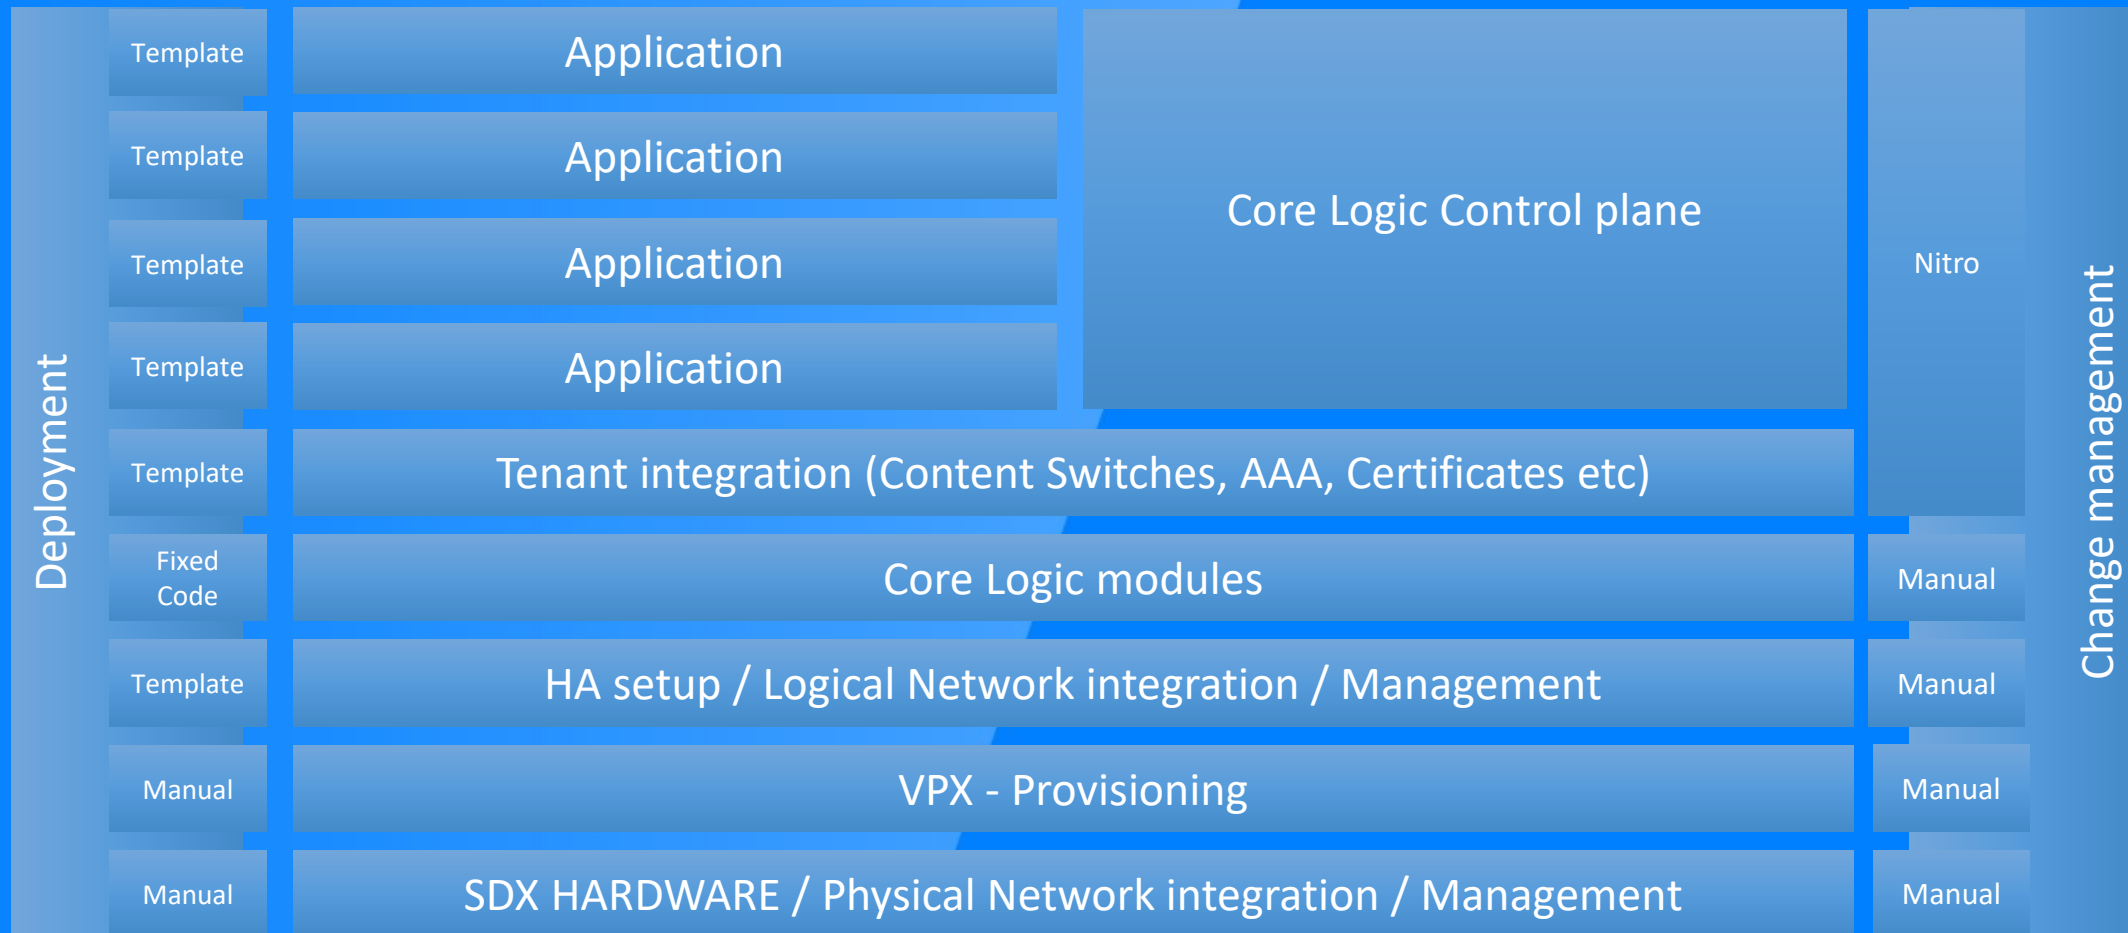 Deployment
Template
Application
Template
Application
Template
Application
Template
Application
Core Logic Control plane
Nitro
Template
Tenant integration (Content Switches, AAA, Certificates etc)
Fixed
Code
Core Logic modules
Manual
Template
HA setup / Logical Network integration / Management
Manual
Manual
VPX - Provisioning
Manual
Manual
SDX HARDWARE / Physical Network integration / Management
Manual
Change management